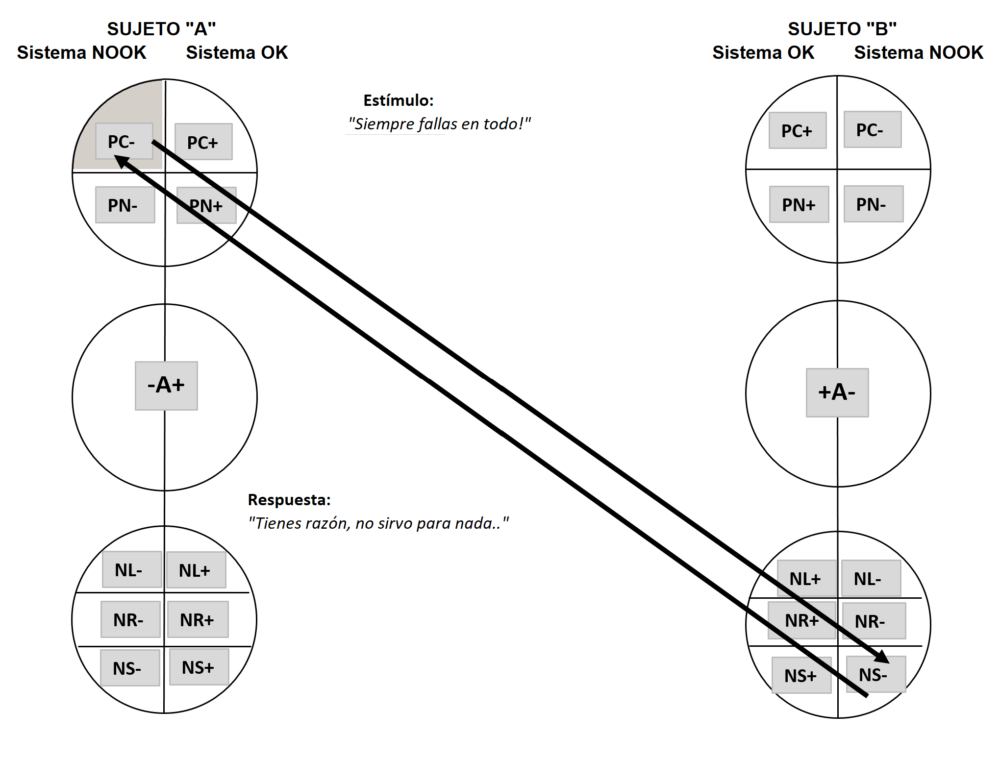 SUJETO "A"
Sistema NOOK Sistema OK
SUJETO "B"
Sistema OK Sistema NOOK
Estímulo:
"Siempre fallas en todo!"
PC- PC+
PN- PN+
PC+ PC-
PN+ PN-
-A+
+A-
Respuesta:
"Tienes razón, no sirvo para nada.."
NL- NL+
NR- NR+
NS- NS+
NL+ NL-
NR+ NR-
NS+ NS-